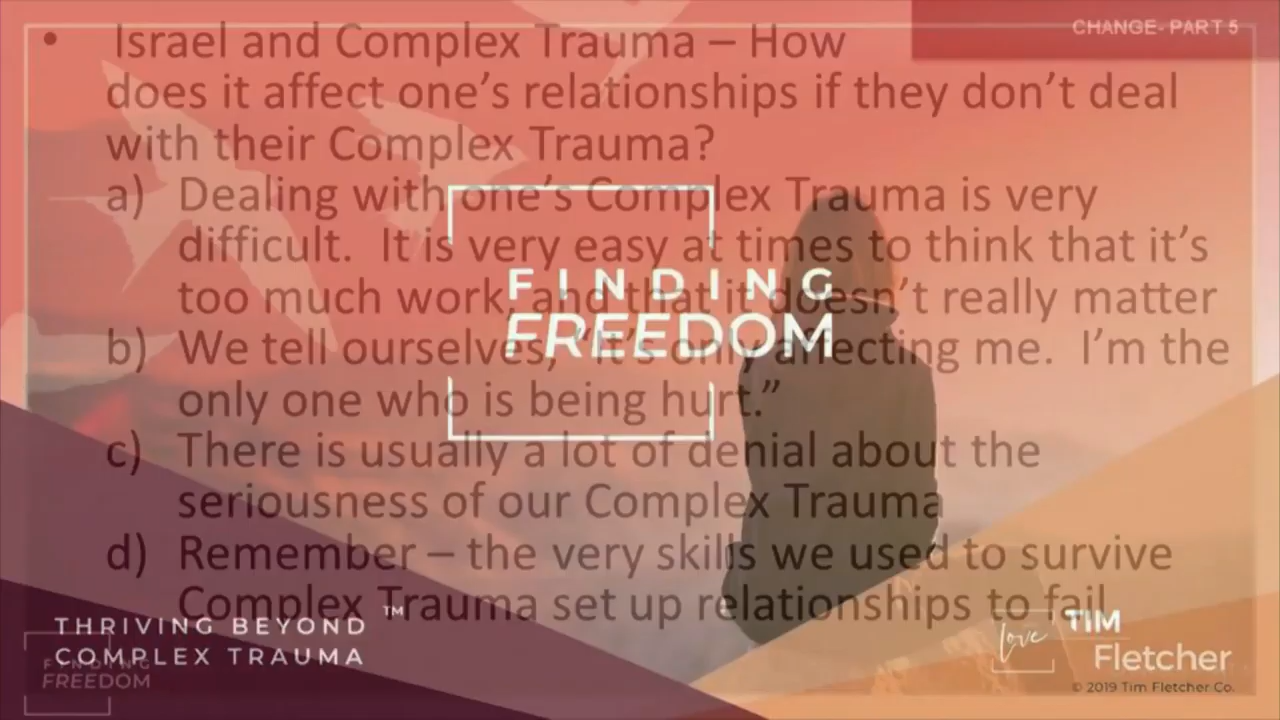 CHANGE- PART 5
• Israel and Complex Trauma – How
does it affect one’s relationships if they don’t deal
with their Complex Trauma?
a) Dealing with one’s Complex Trauma is very
difficult. It is very easy at times to think that it’s
too much work, and that it doesn’t really matter
b) We tell ourselves, “It’s only affecting me. I’m the
only one who is being hurt.”
c) There is usually a lot of denial about the
seriousness of our Complex Trauma
d) Remember – the very skills we used to survive
Complex Trauma set up relationships to fail
FINDING
FREEDOM
THRIVING BEYOND ™
COMPLEX TRAUMA
FINDING
FREEDOM
love
TIM
Fletcher
© 2019 Tim Fletcher Co.